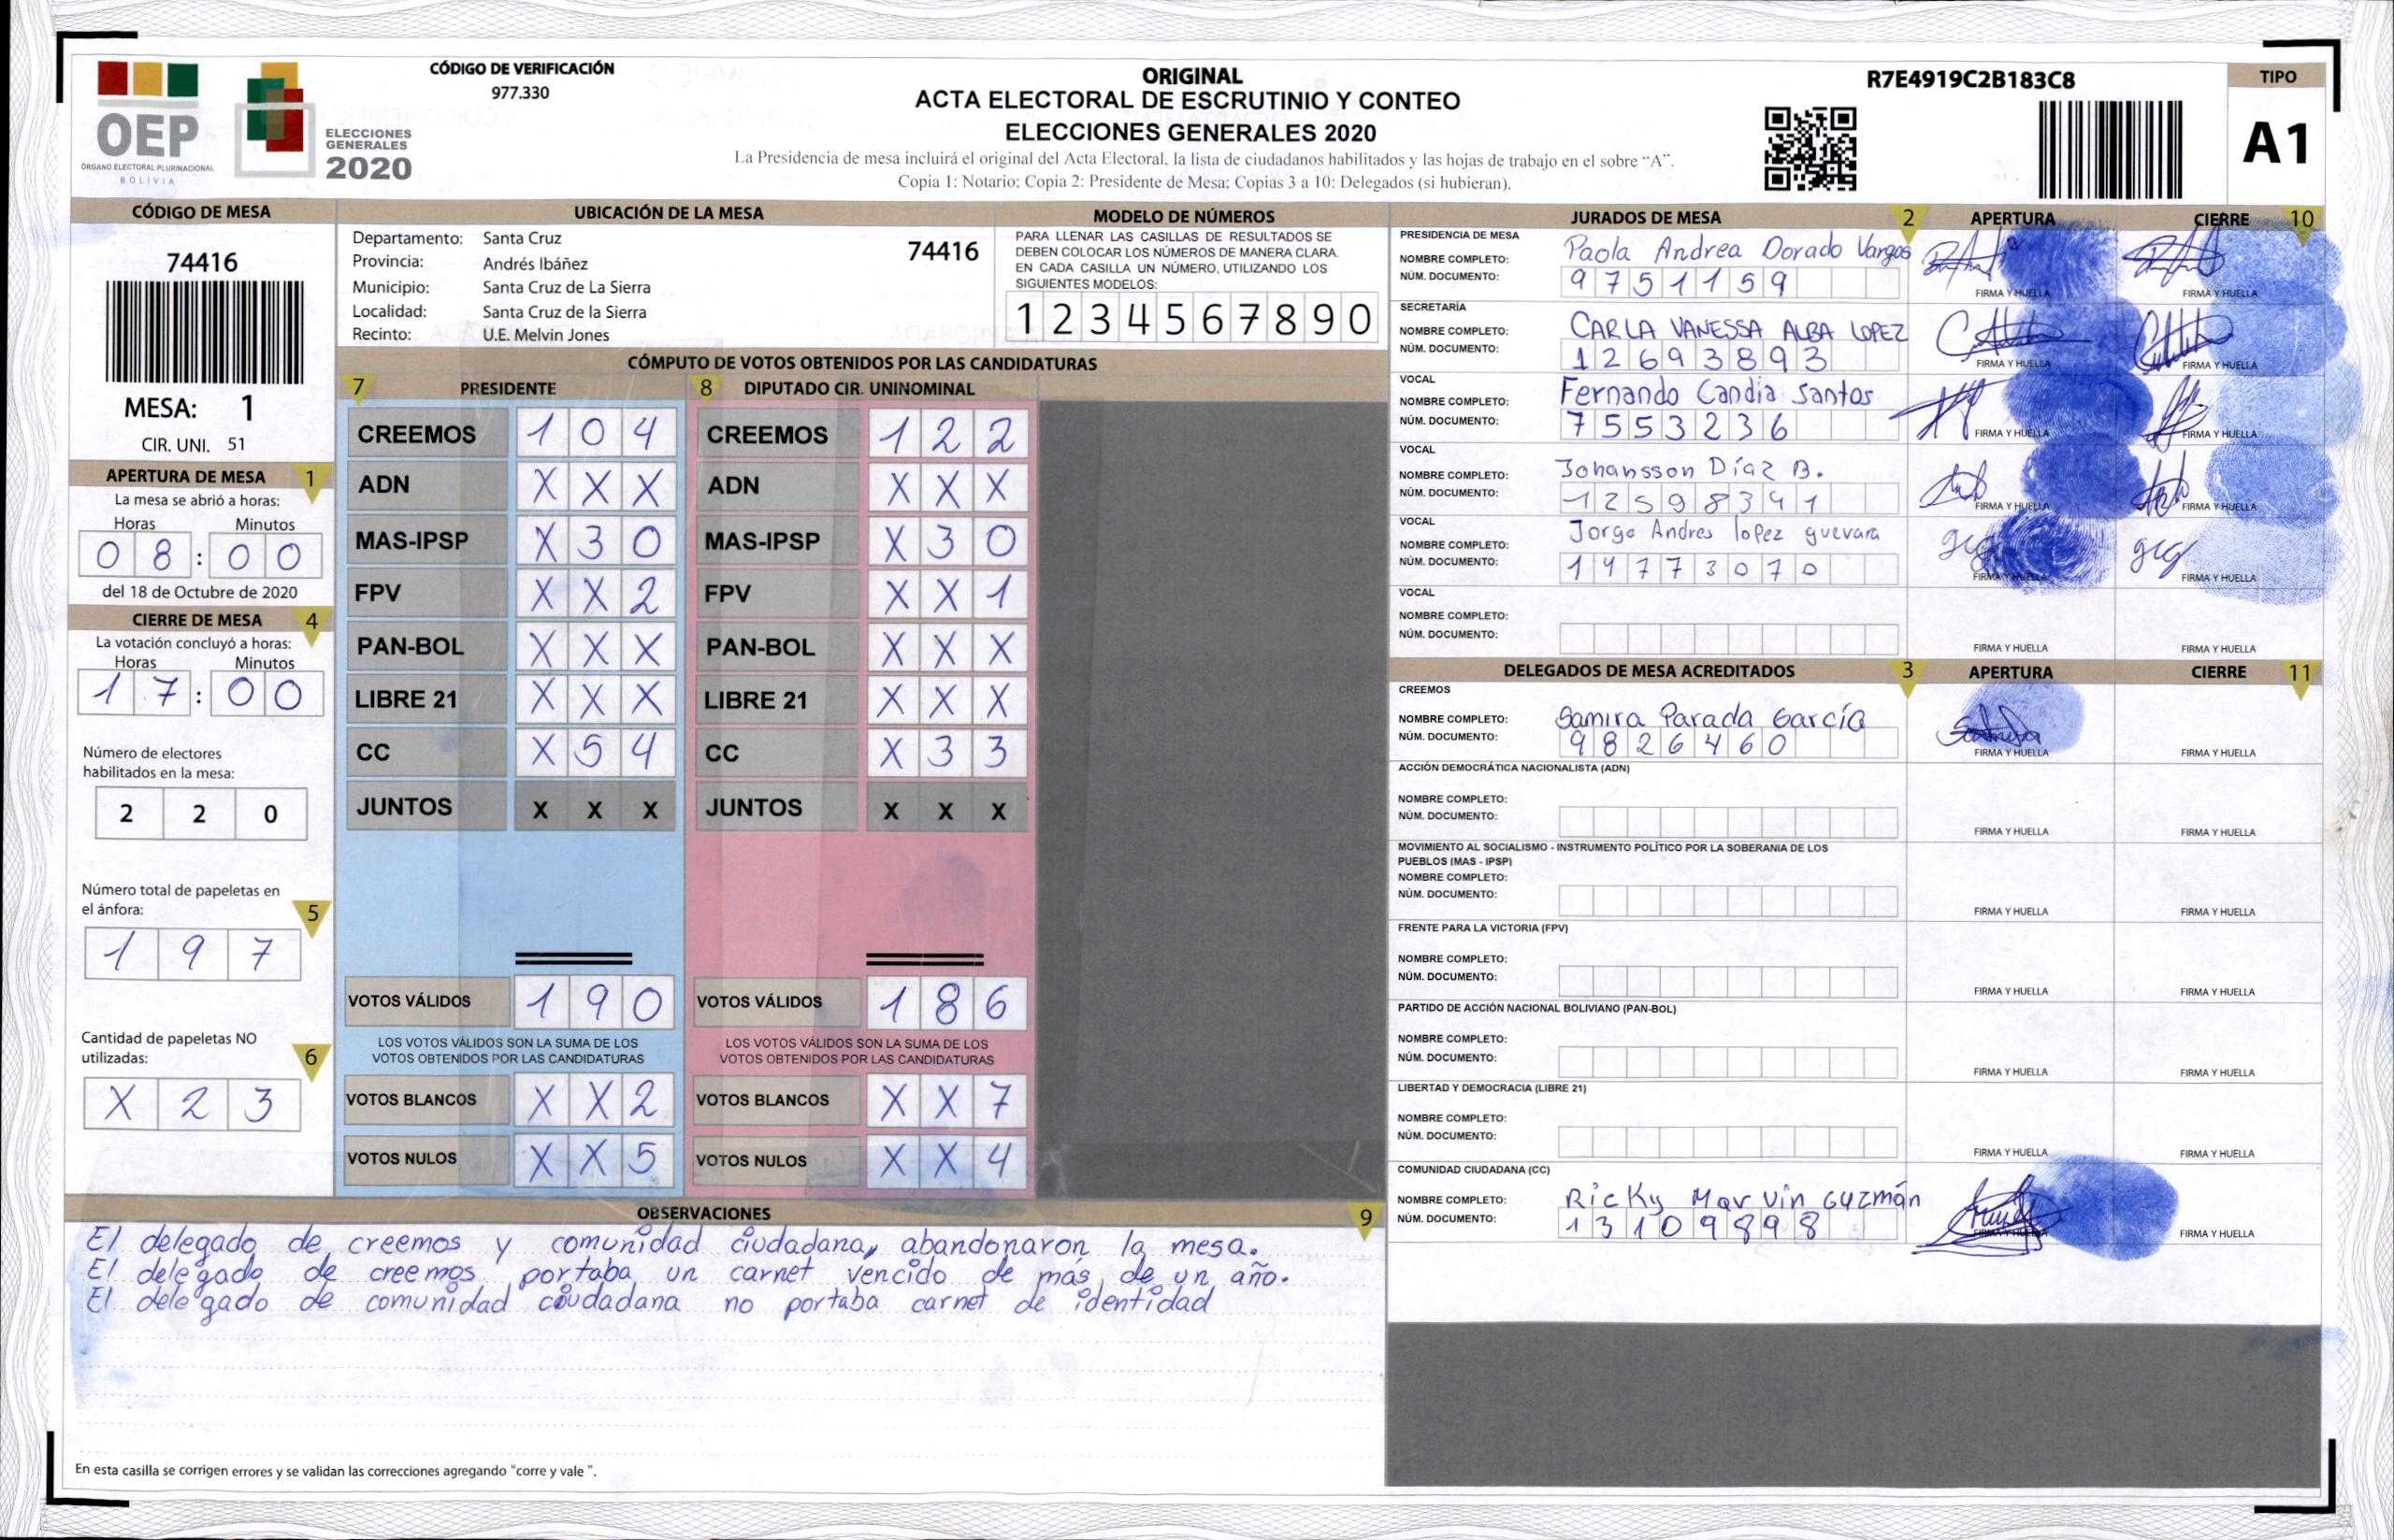 OEP
ÓRGANO ELECTORAL PLURINACIONAL
BOLIVIA
ELECCIONES
GENERALES
2020
CÓDIGO DE VERIFICACIÓN
977.330
ORIGINAL
ACTA ELECTORAL DE ESCRUTINIO Y CONTEO
ELECCIONES GENERALES 2020
La Presidencia de mesa incluirá el original del Acta Electoral, la lista de ciudadanos habilitados y las hojas de trabajo en el sobre “A”.
Copia 1: Notario; Copia 2: Presidente de Mesa; Copias 3 a 10: Delegados (si hubieran).
R7E4919C2B183C8
TIPO
A1
CÓDIGO DE MESA
74416
MESA: 1
CIR. UNI. 51
APERTURA DE MESA 1
La mesa se abrió a horas:
Horas Minutos
0 8 : 0 0
del 18 de Octubre de 2020
CIERRE DE MESA 4
La votación concluyó a horas:
Horas Minutos
1 7 : 0 0
Número de electores
habilitados en la mesa:
2 2 0
Número total de papeletas en
el ánfora:
5
1 9 7
Cantidad de papeletas NO
utilizadas:
6
X 2 3
UBICACIÓN DE LA MESA
Departamento: Santa Cruz
74416
Provincia: Andrés Ibáñez
Municipio: Santa Cruz de La Sierra
Localidad: Santa Cruz de la Sierra
Recinto: U.E. Melvin Jones
MODELO DE NÚMEROS
PARA LLENAR LAS CASILLAS DE RESULTADOS SE
DEBEN COLOCAR LOS NÚMEROS DE MANERA CLARA.
EN CADA CASILLA UN NÚMERO, UTILIZANDO LOS
SIGUIENTES MODELOS:
1 2 3 4 5 6 7 8 9 0
CÓMPUTO DE VOTOS OBTENIDOS POR LAS CANDIDATURAS
7 PRESIDENTE
CREEMOS 1 0 4
ADN X X X
MAS-IPSP X 3 0
FPV X X 2
PAN-BOL X X X
LIBRE 21 X X X
CC X 5 4
JUNTOS X X X
VOTOS VÁLIDOS 1 9 0
LOS VOTOS VÁLIDOS SON LA SUMA DE LOS
VOTOS OBTENIDOS POR LAS CANDIDATURAS
VOTOS BLANCOS X X 2
VOTOS NULOS X X 5
8 DIPUTADO CIR. UNINOMINAL
CREEMOS 1 2 2
ADN X X X
MAS-IPSP X 3 0
FPV X X 1
PAN-BOL X X X
LIBRE 21 X X X
CC X 3 3
JUNTOS X X X
VOTOS VÁLIDOS 1 8 6
LOS VOTOS VÁLIDOS SON LA SUMA DE LOS
VOTOS OBTENIDOS POR LAS CANDIDATURAS
VOTOS BLANCOS X X 7
VOTOS NULOS X X 4
OBSERVACIONES 9
El delegado de creemos y comunidad ciudadana, abandonaron la mesa.
El delegado de creemos portaba un carnet vencido de más de un año.
El delegado de comunidad ciudadana no portaba carnet de identidad
En esta casilla se corrigen errores y se validan las correcciones agregando “corre y vale ”.
JURADOS DE MESA 2 APERTURA CIERRE 10
PRESIDENCIA DE MESA
NOMBRE COMPLETO: Paola Andrea Dorado Vargas
NÚM. DOCUMENTO: 9751159
FIRMA Y HUELLA FIRMA Y HUELLA
SECRETARÍA
NOMBRE COMPLETO: CARLA VANESSA ALBA LOPEZ
NÚM. DOCUMENTO: 12693893
FIRMA Y HUELLA FIRMA Y HUELLA
VOCAL
NOMBRE COMPLETO: Fernando Candia Santos
NÚM. DOCUMENTO: 7553236
FIRMA Y HUELLA FIRMA Y HUELLA
VOCAL
NOMBRE COMPLETO: Johansson Díaz B.
NÚM. DOCUMENTO: 12598341
FIRMA Y HUELLA FIRMA Y HUELLA
VOCAL
NOMBRE COMPLETO: Jorge Andres lopez guevara
NÚM. DOCUMENTO: 14773070
FIRMA Y HUELLA FIRMA Y HUELLA
VOCAL
NOMBRE COMPLETO:
NÚM. DOCUMENTO:
FIRMA Y HUELLA FIRMA Y HUELLA
DELEGADOS DE MESA ACREDITADOS 3 APERTURA CIERRE 11
CREEMOS
NOMBRE COMPLETO: Samira Parada García
NÚM. DOCUMENTO: 9826460
FIRMA Y HUELLA FIRMA Y HUELLA
ACCIÓN DEMOCRÁTICA NACIONALISTA (ADN)
NOMBRE COMPLETO:
NÚM. DOCUMENTO:
FIRMA Y HUELLA FIRMA Y HUELLA
MOVIMIENTO AL SOCIALISMO - INSTRUMENTO POLÍTICO POR LA SOBERANIA DE LOS
PUEBLOS (MAS - IPSP)
NOMBRE COMPLETO:
NÚM. DOCUMENTO:
FIRMA Y HUELLA FIRMA Y HUELLA
FRENTE PARA LA VICTORIA (FPV)
NOMBRE COMPLETO:
NÚM. DOCUMENTO:
FIRMA Y HUELLA FIRMA Y HUELLA
PARTIDO DE ACCIÓN NACIONAL BOLIVIANO (PAN-BOL)
NOMBRE COMPLETO:
NÚM. DOCUMENTO:
FIRMA Y HUELLA FIRMA Y HUELLA
LIBERTAD Y DEMOCRACIA (LIBRE 21)
NOMBRE COMPLETO:
NÚM. DOCUMENTO:
FIRMA Y HUELLA FIRMA Y HUELLA
COMUNIDAD CIUDADANA (CC)
NOMBRE COMPLETO: Ricky Marvin Guzmán
NÚM. DOCUMENTO: 13109898
FIRMA Y HUELLA FIRMA Y HUELLA